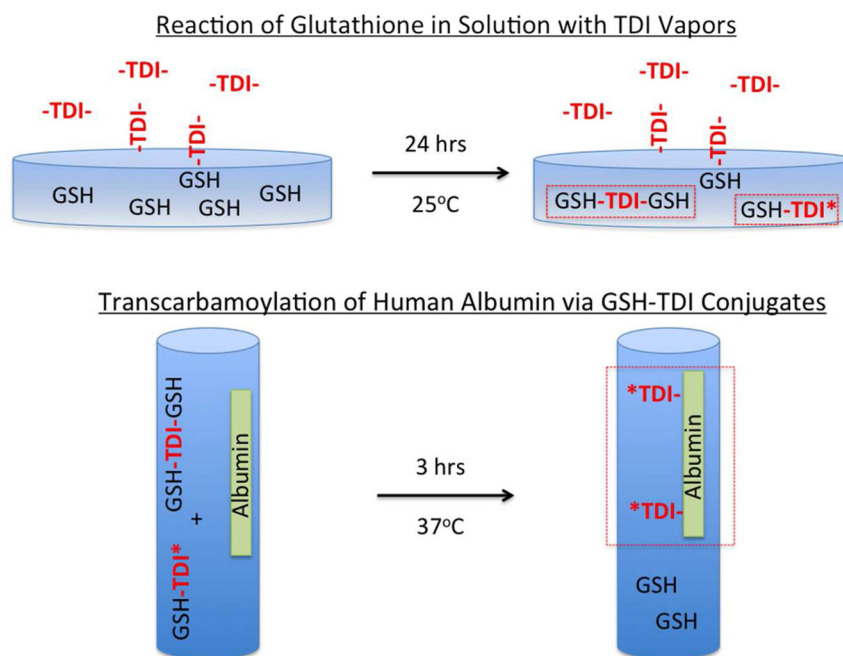 Reaction of Glutathione in Solution with TDI Vapors
-TDI-
-TDI-
-TDI-
-TDI-
-TDI-
GSH
GSH
GSH
GSH
GSH
24 hrs
25°C
-TDI-
-TDI-
-TDI-
-TDI-
-TDI-
GSH
GSH-TDI-GSH
GSH-TDI*
Transcarbamoylation of Human Albumin via GSH-TDI Conjugates
GSH-TDI-GSH
+
GSH-TDI*
Albumin
3 hrs
37°C
*TDI-
*TDI-
Albumin
GSH
GSH